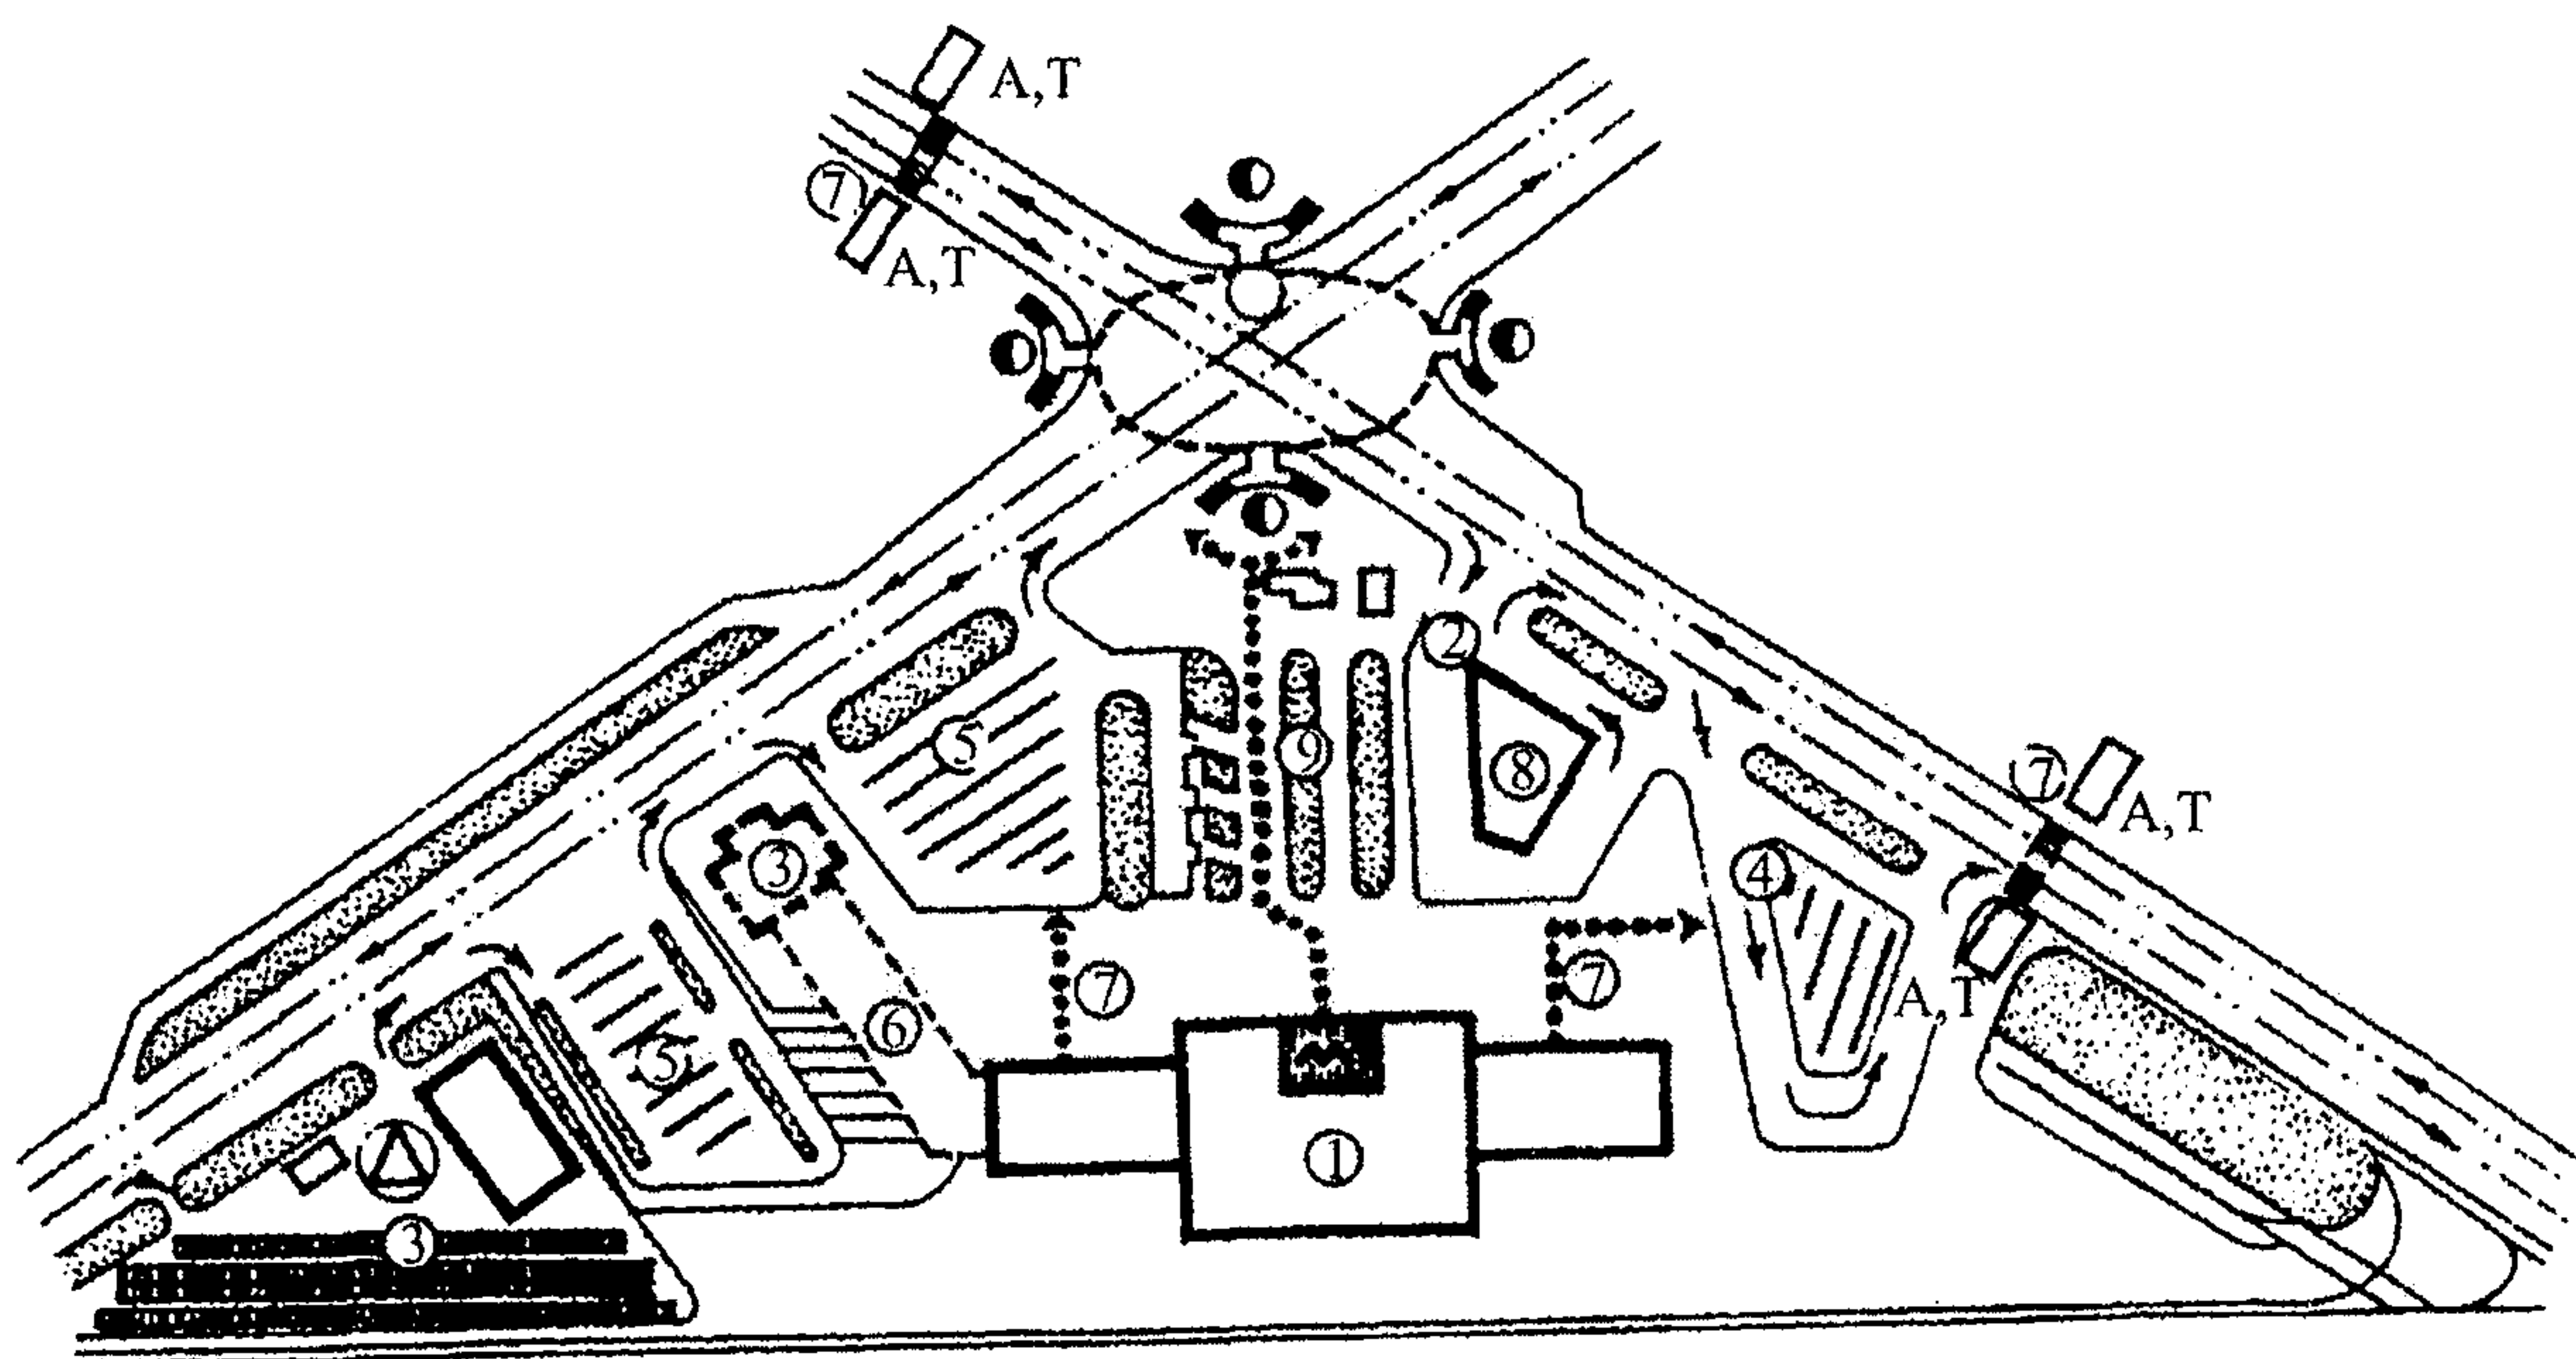 A,T
⑦
A,T
②
⑤
⑨
⑧
⑦
A,T
③
④
⑦
⑦
A,T
⑥
⑤
M
①
③